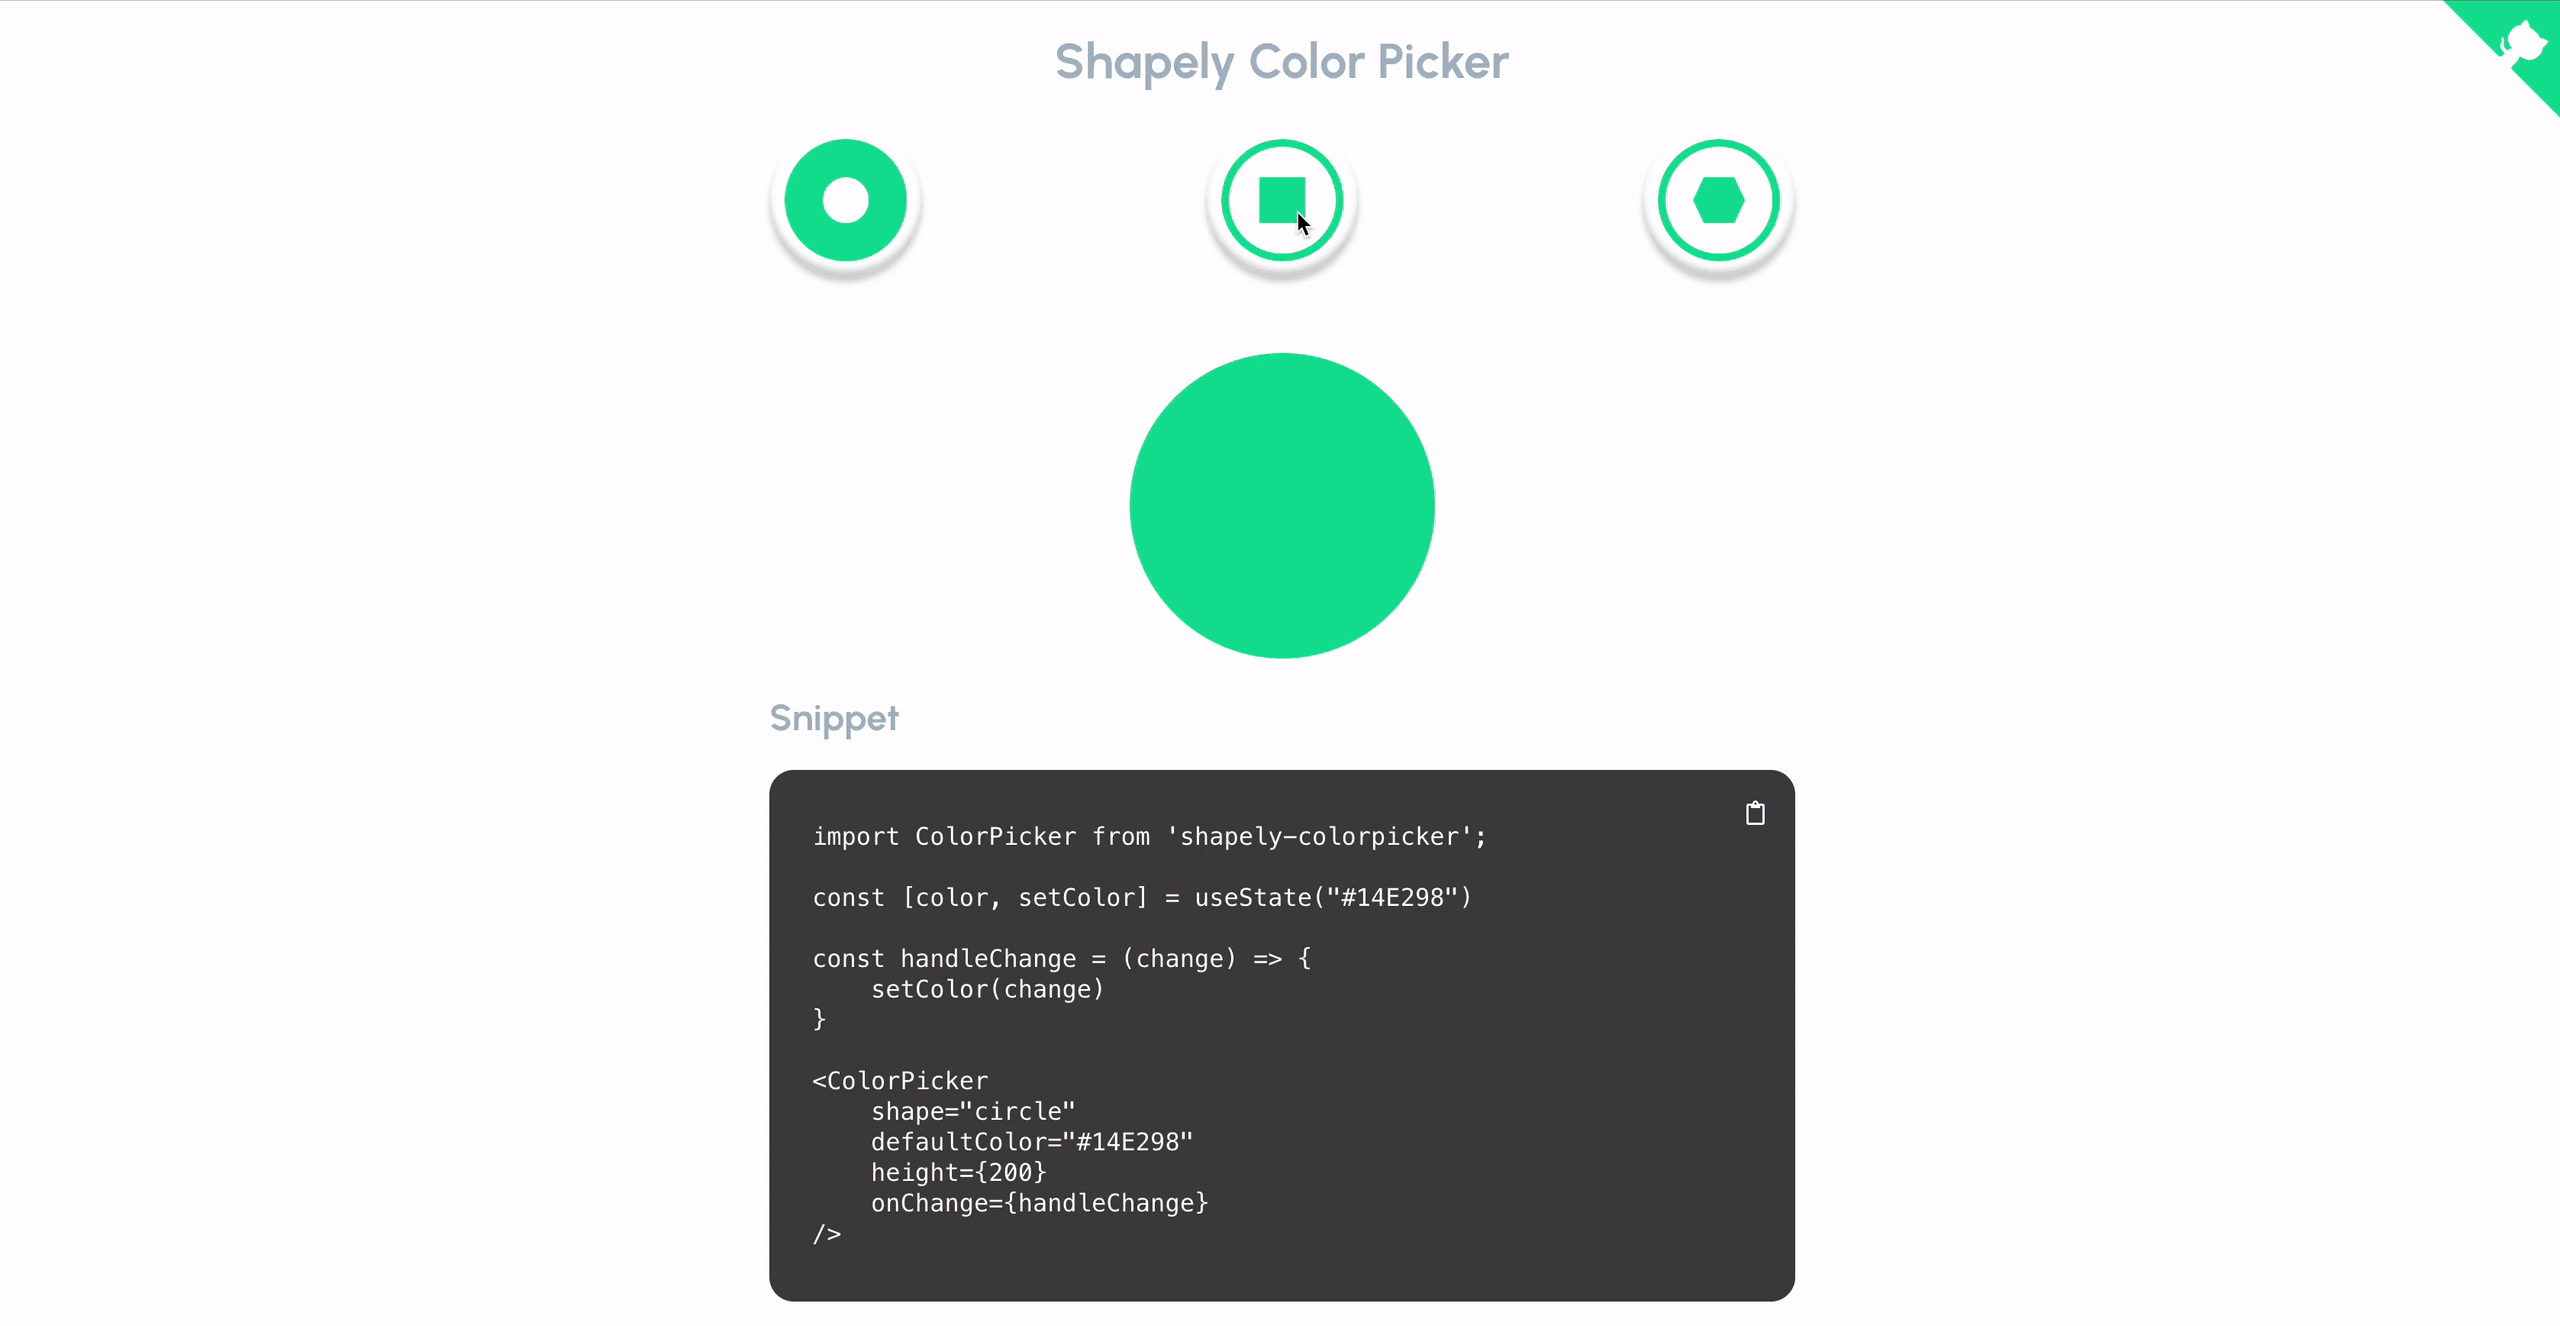 Shapely Color Picker
Snippet
import ColorPicker from 'shapely-colorpicker';
const [color, setColor] = useState("#14E298")
const handleChange = (change) => {
    setColor(change)
}
<ColorPicker
    shape="circle"
    defaultColor="#14E298"
    height={200}
    onChange={handleChange}
/>